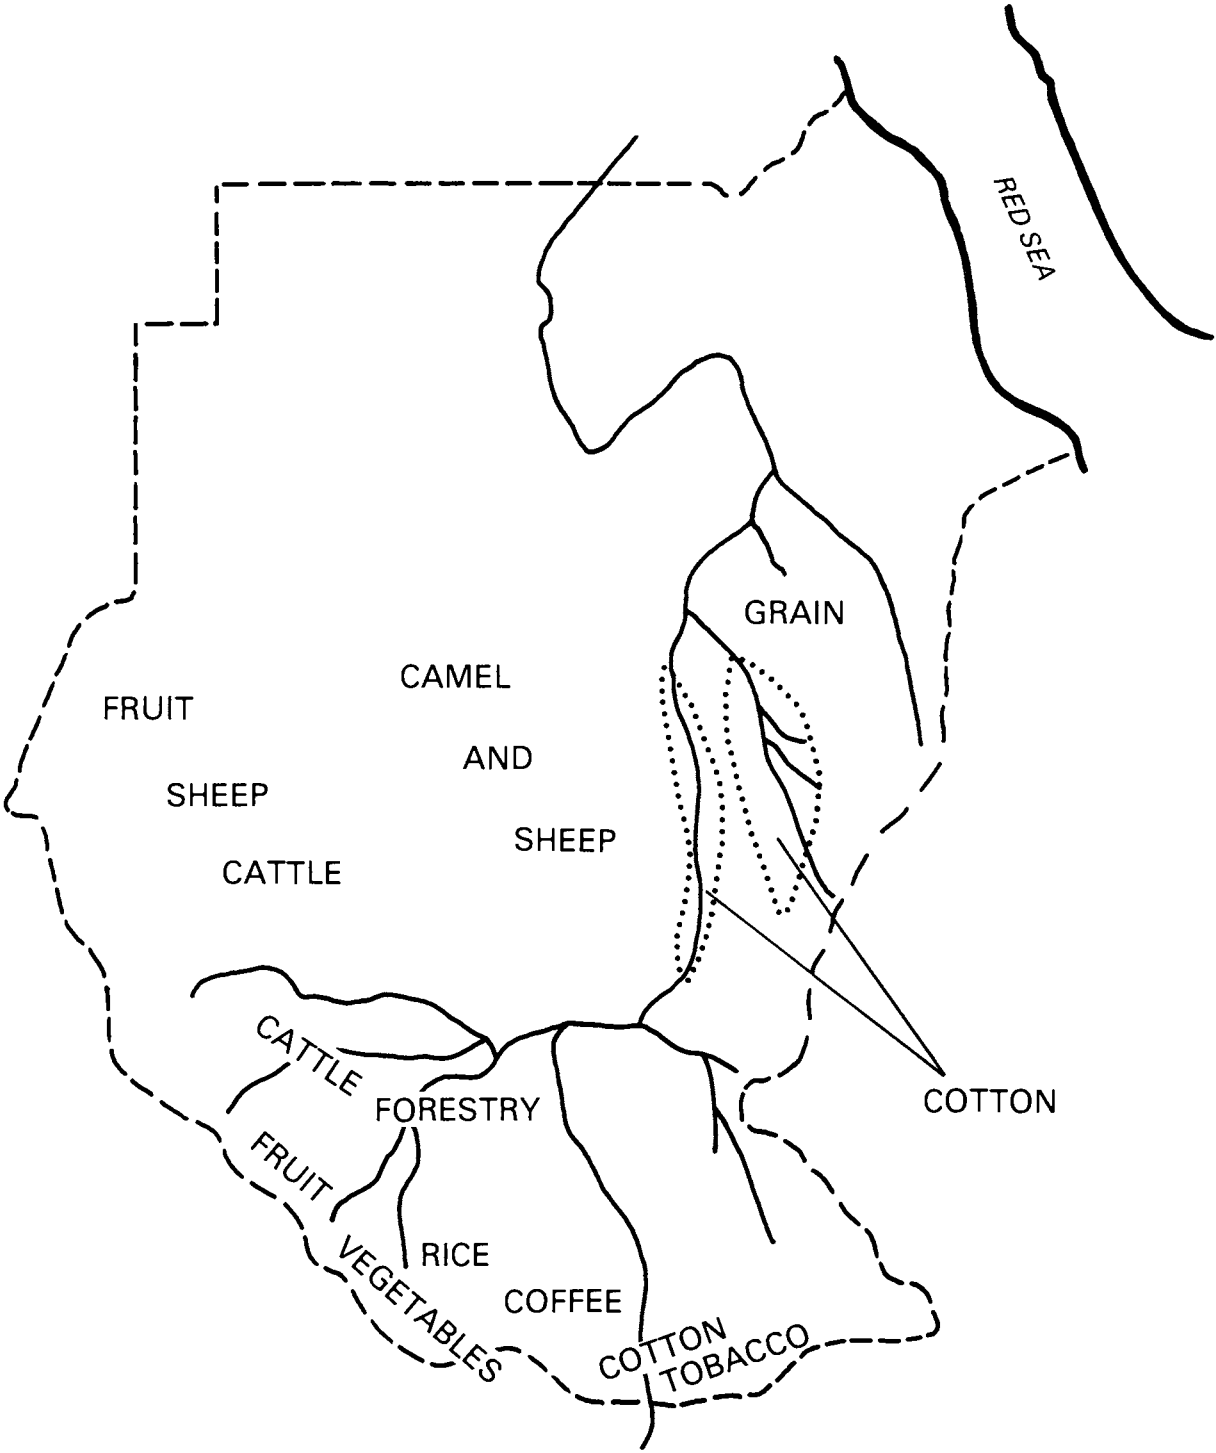 RED SEA
GRAIN
CAMEL
AND
SHEEP
FRUIT
SHEEP
CATTLE
COTTON
CATTLE
FORESTRY
FRUIT
VEGETABLES
RICE
COFFEE
COTTON
TOBACCO